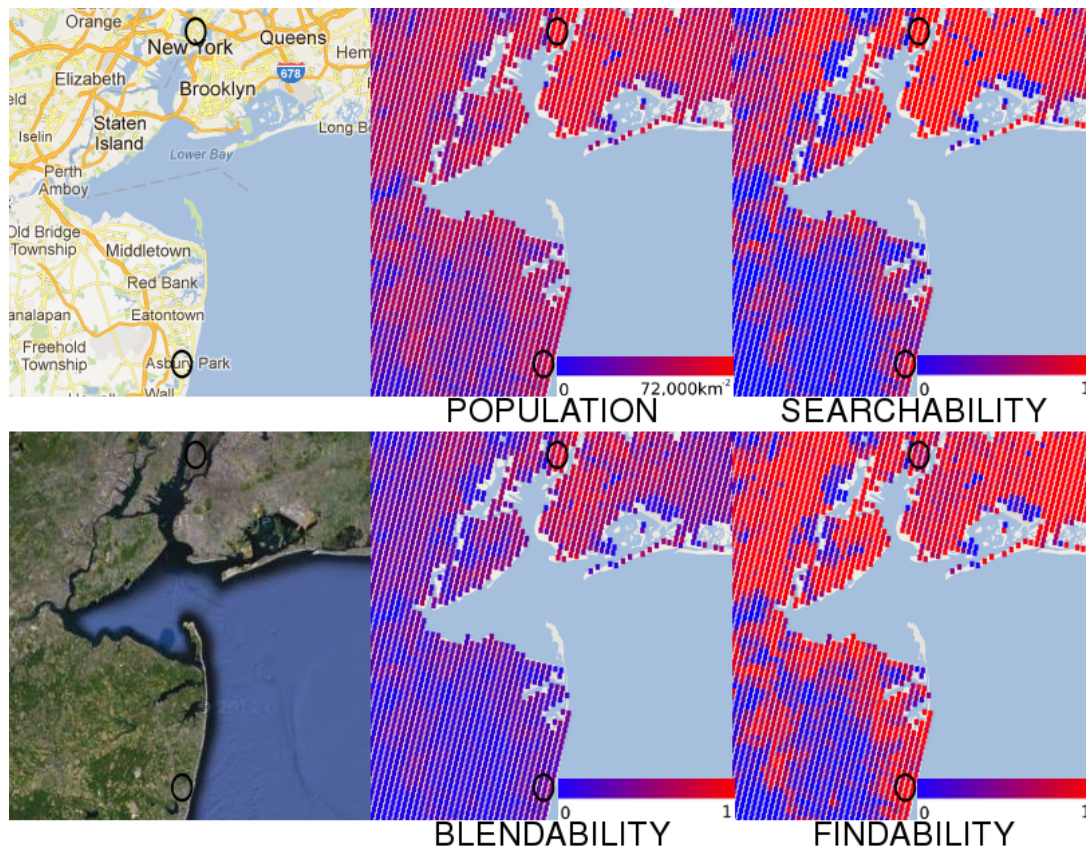 East
Orange
New York
Queens
Hem
Elizabeth
678
Brooklyn
Staten
Island
Iselin
Long B
Lower Bay
Perth
Amboy
Old Bridge
Township
Middletown
Red Bank
analapan
Eatontown
Freehold
Township
Asbury Park
Wall
0
72,000km-2
0
1
POPULATION
SEARCHABILITY
0
1
0
1
BLENDABILITY
FINDABILITY